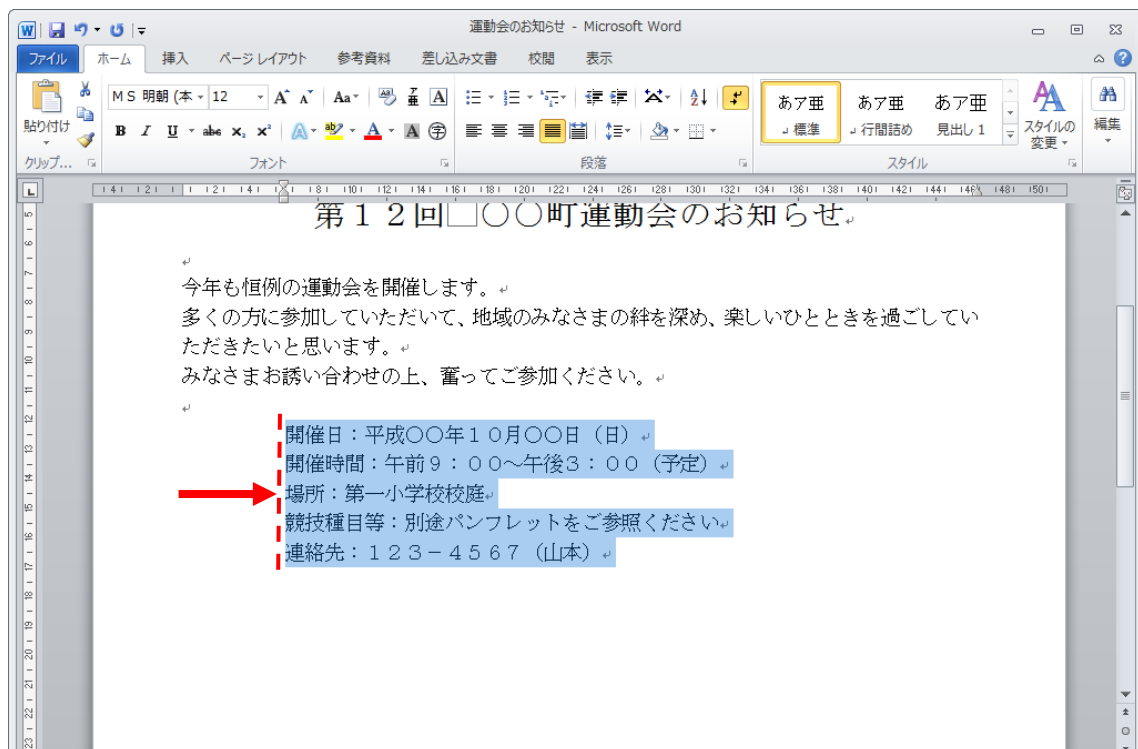 運動会のお知らせ - Microsoft Word
ファイル ホーム 挿入 ページ レイアウト 参考資料 差し込み文書 校閲 表示
貼り付け
MS 明朝 (本 12
B I U abe x₂ x²
あア亜 あア亜 あア亜
標準 行間詰め 見出し 1
スタイルの変更
編集
クリップ... フォント 段落 スタイル
第12回□〇〇町運動会のお知らせ
今年も恒例の運動会を開催します。
多くの方に参加していただいて、地域のみなさまの絆を深め、楽しいひとときを過ごしてい
ただきたいと思います。
みなさまお誘い合わせの上、奮ってご参加ください。
開催日：平成〇〇年１０月〇〇日（日）
開催時間：午前９：００～午後３：００（予定）
場所：第一小学校校庭
競技種目等：別途パンフレットをご参照ください
連絡先：１２３－４５６７（山本）